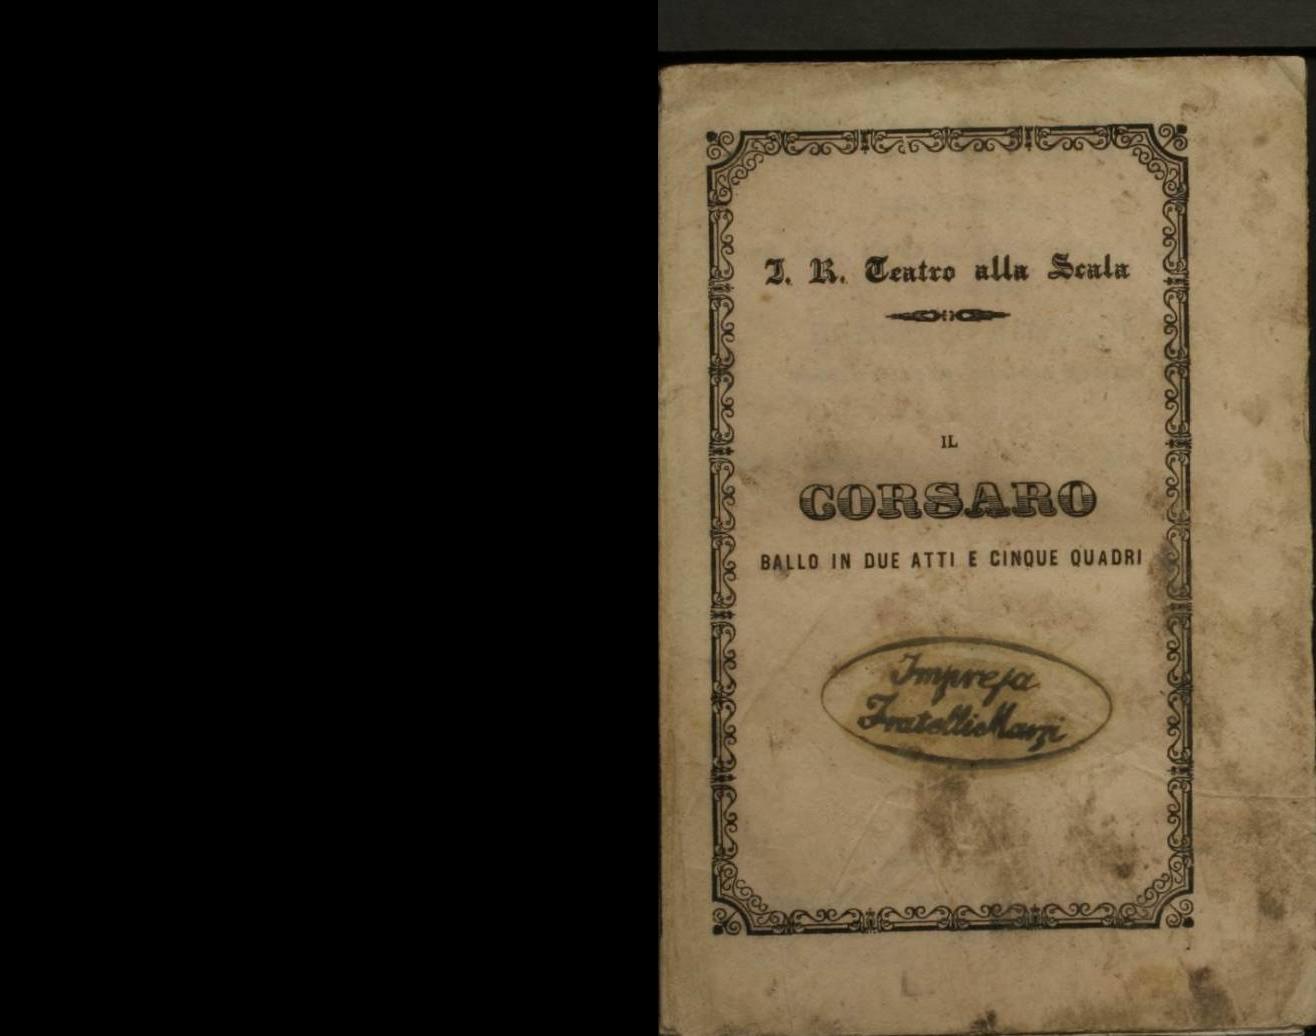 I. R. Teatro alla Scala
IL
CORSARO
BALLO IN DUE ATTI E CINQUE QUADRI
Impresa
Fratelli Marzi